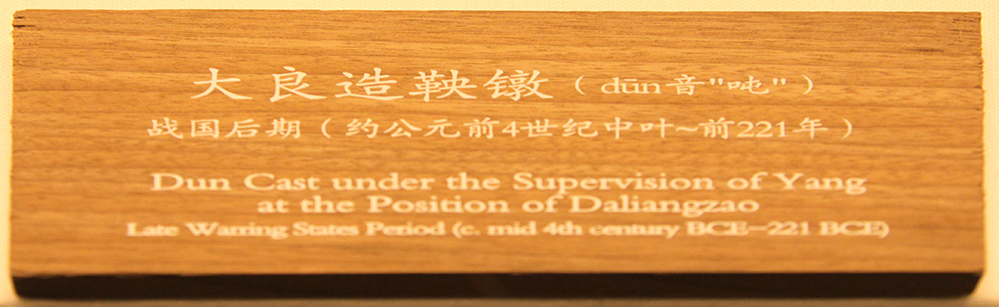 大良造鞅镦（dūn音"吨"）
战国后期（约公元前4世纪中叶~前221年）
Dun Cast under the Supervision of Yang
at the Position of Daliangzao
Late Warring States Period (c. mid 4th century BCE–221 BCE)